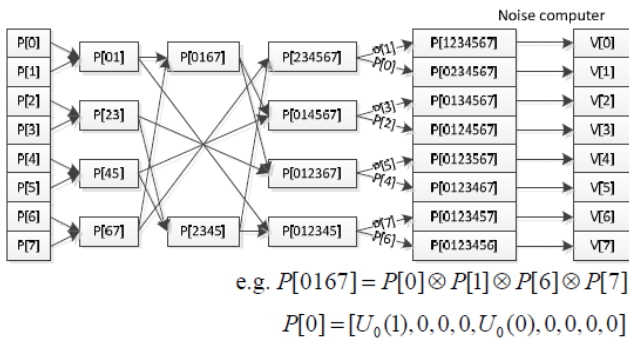 Noise computer
P[0] P[01] P[0167] P[234567] P[1] P[1234567] V[0]
P[1] P[0] P[0234567] V[1]
P[2] P[23] P[014567] P[3] P[0134567] V[2]
P[3] P[2] P[0124567] V[3]
P[4] P[45] P[012367] P[5] P[0123567] V[4]
P[5] P[4] P[0123467] V[5]
P[6] P[67] P[2345] P[012345] P[7] P[0123457] V[6]
P[7] P[6] P[0123456] V[7]
e.g. P[0167] = P[0] ⊗ P[1] ⊗ P[6] ⊗ P[7]
P[0] = [U₀(1),0,0,0,U₀(0),0,0,0,0]